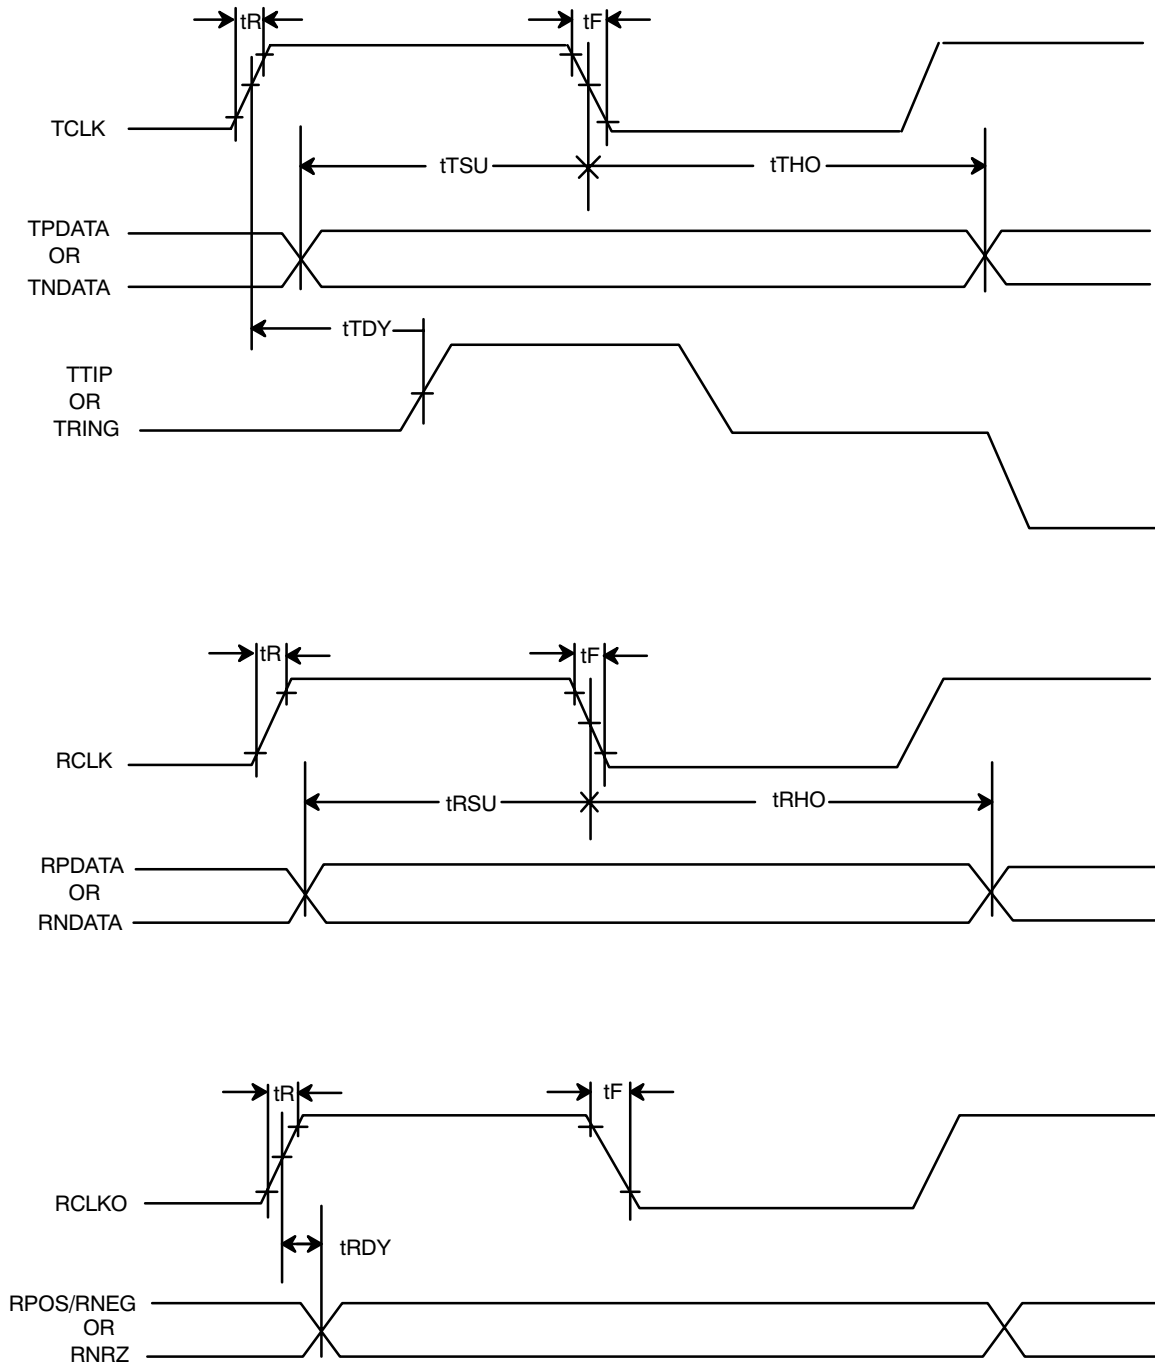 tR
tF
TCLK
tTSU
tTHO
TPDATA
OR
TNDATA
tTDY
TTIP
OR
TRING
tR
tF
RCLK
tRSU
tRHO
RPDATA
OR
RNDATA
tR
tF
RCLKO
tRDY
RPOS/RNEG
OR
RNRZ